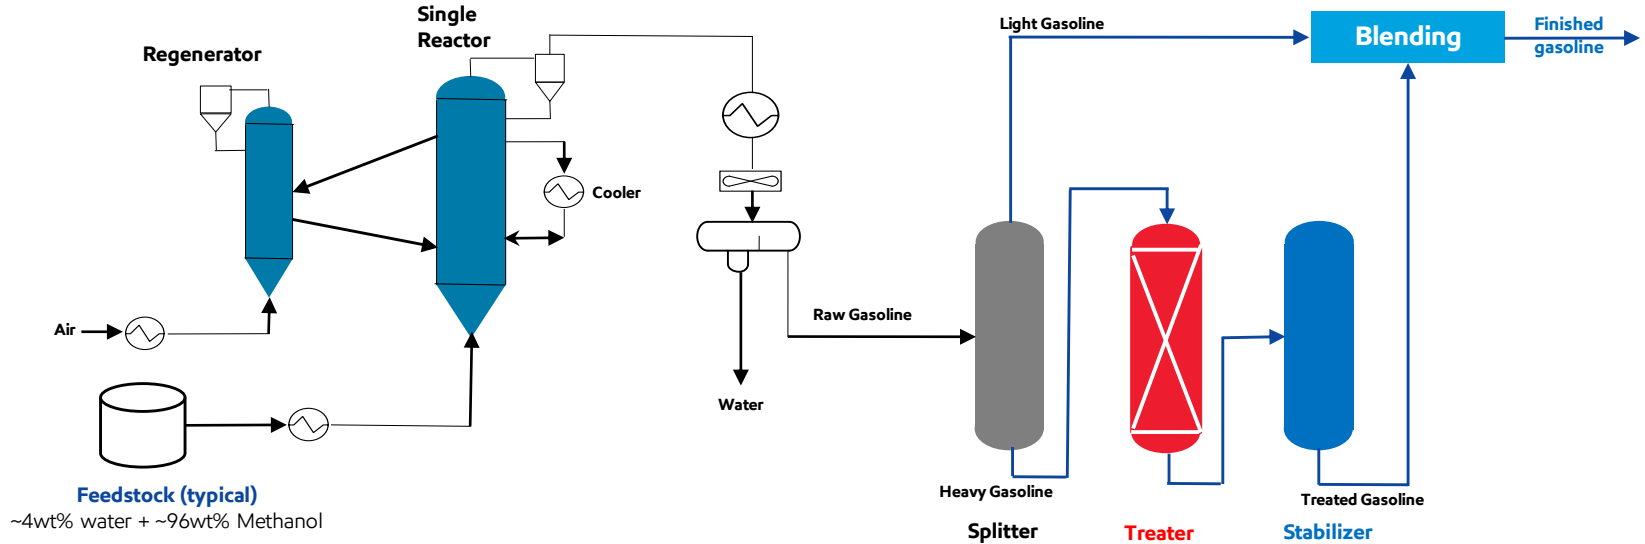 Single
Reactor
Regenerator
Light Gasoline
Blending
Finished
gasoline
Cooler
Air
Raw Gasoline
Water
Feedstock (typical)
~4wt% water + ~96wt% Methanol
Heavy Gasoline
Splitter
Treater
Treated Gasoline
Stabilizer